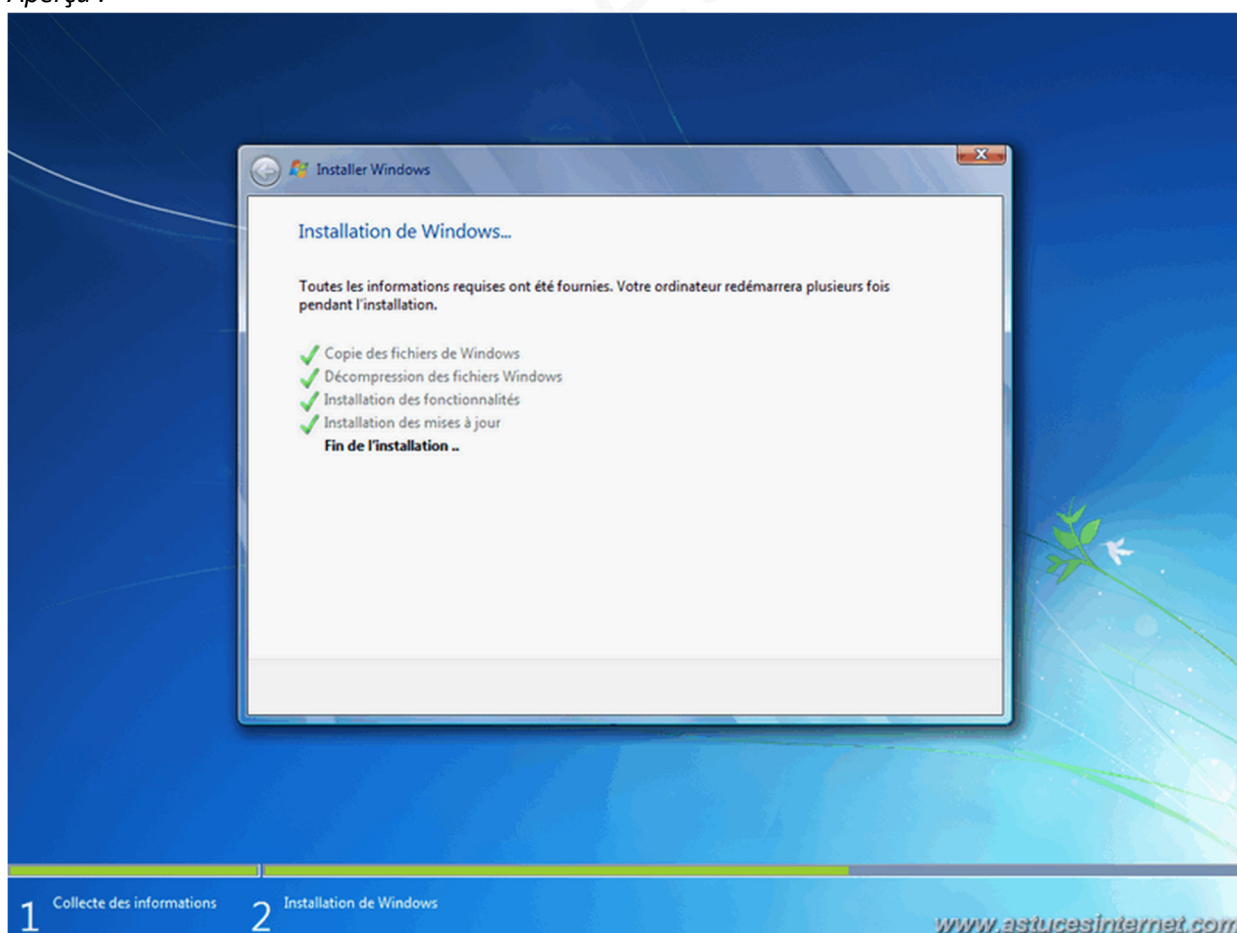 Aperçu :
Installer Windows
Installation de Windows...
Toutes les informations requises ont été fournies. Votre ordinateur redémarrera plusieurs fois
pendant l'installation.
Copie des fichiers de Windows
Décompression des fichiers Windows
Installation des fonctionnalités
Installation des mises à jour
Fin de l'installation ..
1 Collecte des informations
2 Installation de Windows
www.astucesinternet.com